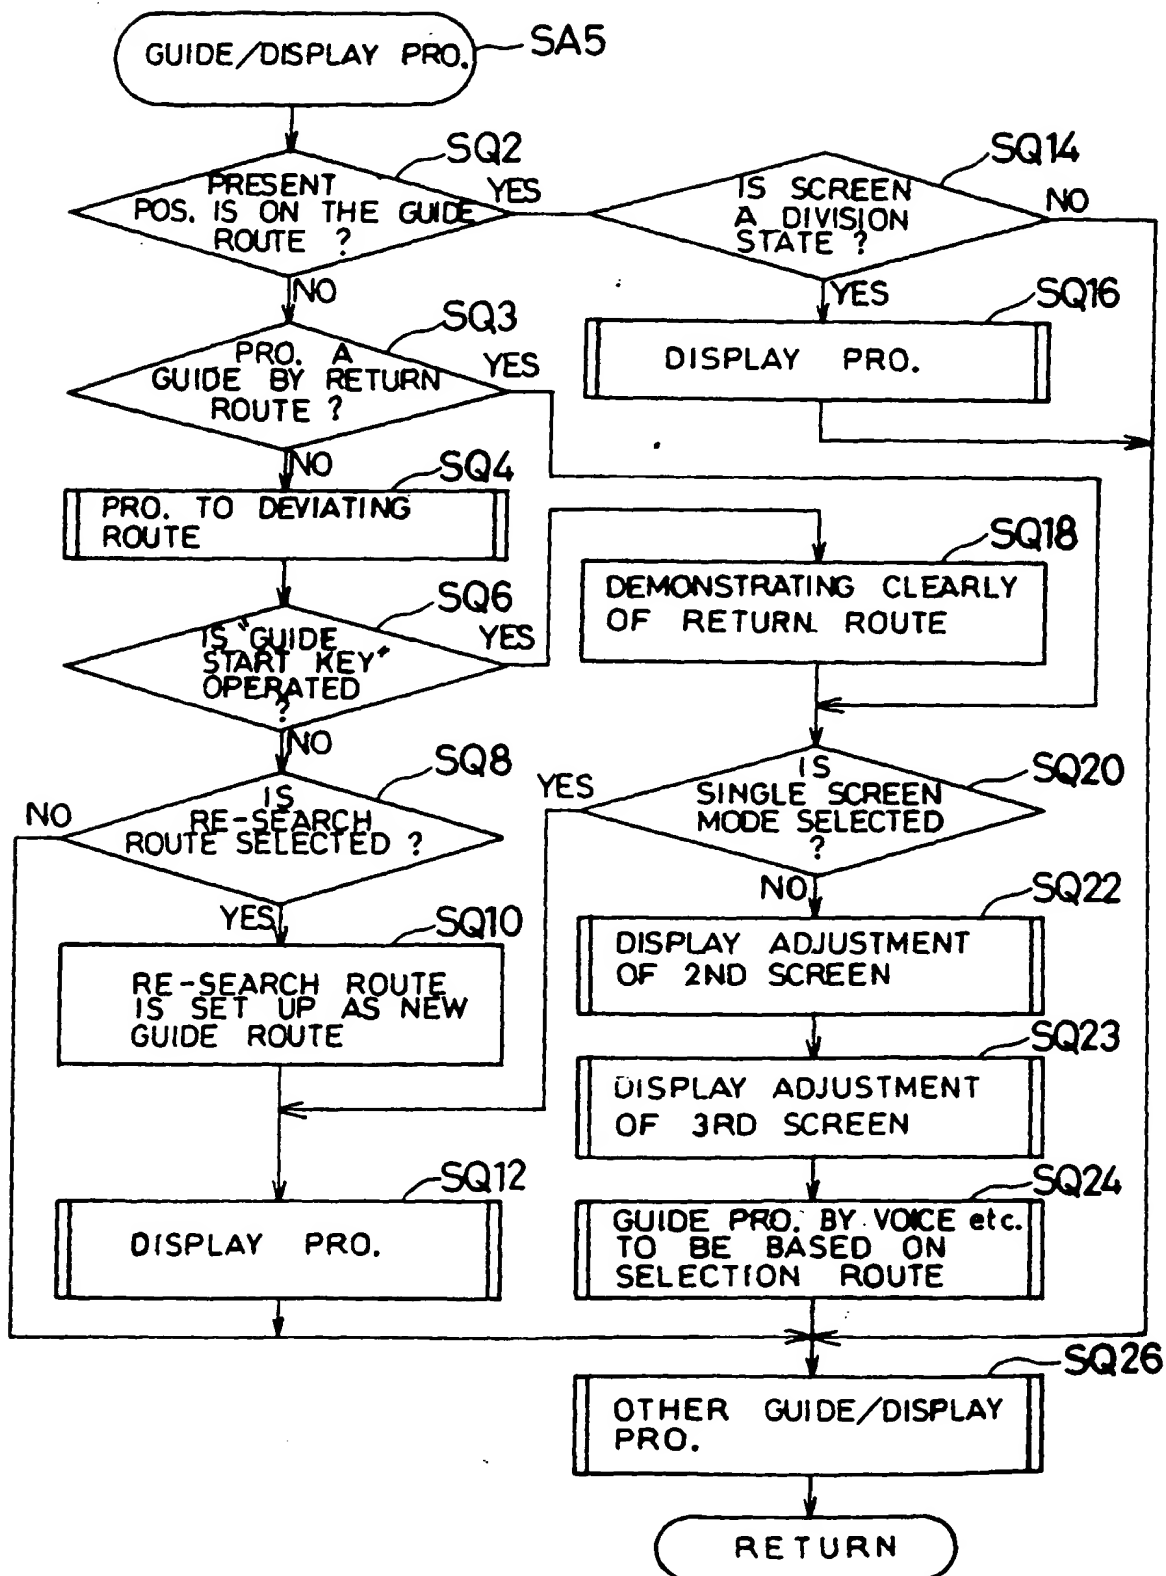 GUIDE/DISPLAY PRO.
SA5
SQ2
PRESENT
POS. IS ON THE GUIDE
ROUTE ?
YES
NO
SQ14
IS SCREEN
A DIVISION
STATE ?
NO
YES
SQ16
DISPLAY PRO.
SQ3
PRO. A
GUIDE BY RETURN
ROUTE ?
YES
NO
SQ4
PRO. TO DEVIATING
ROUTE
SQ18
DEMONSTRATING CLEARLY
OF RETURN ROUTE
SQ6
IS "GUIDE
START KEY"
OPERATED
?
YES
NO
SQ8
IS
RE-SEARCH
ROUTE SELECTED ?
NO
YES
SQ20
IS
SINGLE SCREEN
MODE SELECTED
?
YES
NO
SQ10
RE-SEARCH ROUTE
IS SET UP AS NEW
GUIDE ROUTE
SQ22
DISPLAY ADJUSTMENT
OF 2ND SCREEN
SQ23
DISPLAY ADJUSTMENT
OF 3RD SCREEN
SQ12
DISPLAY PRO.
SQ24
GUIDE PRO. BY VOICE etc.
TO BE BASED ON
SELECTION ROUTE
SQ26
OTHER GUIDE/DISPLAY
PRO.
RETURN